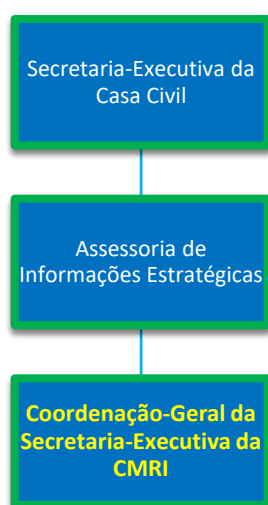 Secretaria-Executiva da
Casa Civil
Assessoria de
Informações Estratégicas
Coordenação-Geral da
Secretaria-Executiva da
CMRI